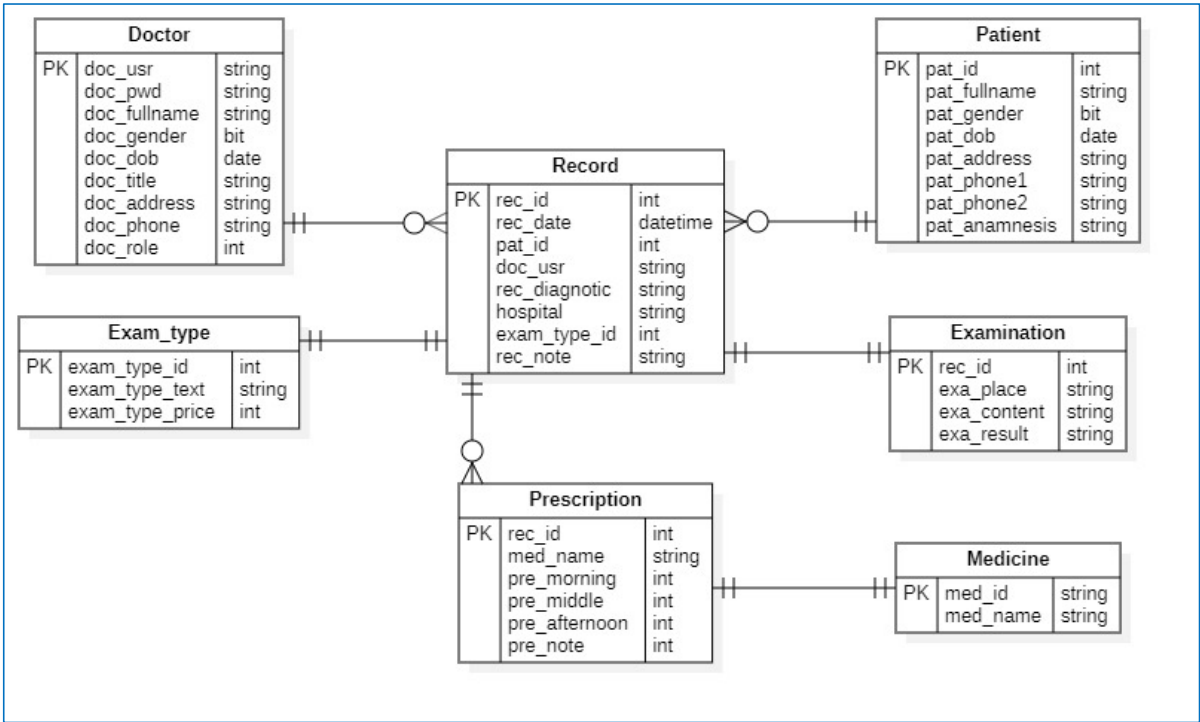 Doctor
PK doc_usr string
doc_pwd string
doc_fullname string
doc_gender bit
doc_dob date
doc_title string
doc_address string
doc_phone string
doc_role int
Patient
PK pat_id int
pat_fullname string
pat_gender bit
pat_dob date
pat_address string
pat_phone1 string
pat_phone2 string
pat_anamnesis string
Record
PK rec_id int
rec_date datetime
pat_id int
doc_usr string
rec_diagnotic string
hospital string
exam_type_id int
rec_note string
Exam_type
PK exam_type_id int
exam_type_text string
exam_type_price int
Examination
PK rec_id int
exa_place string
exa_content string
exa_result string
Prescription
PK rec_id int
med_name string
pre_morning int
pre_middle int
pre_afternoon int
pre_note int
Medicine
PK med_id string
med_name string